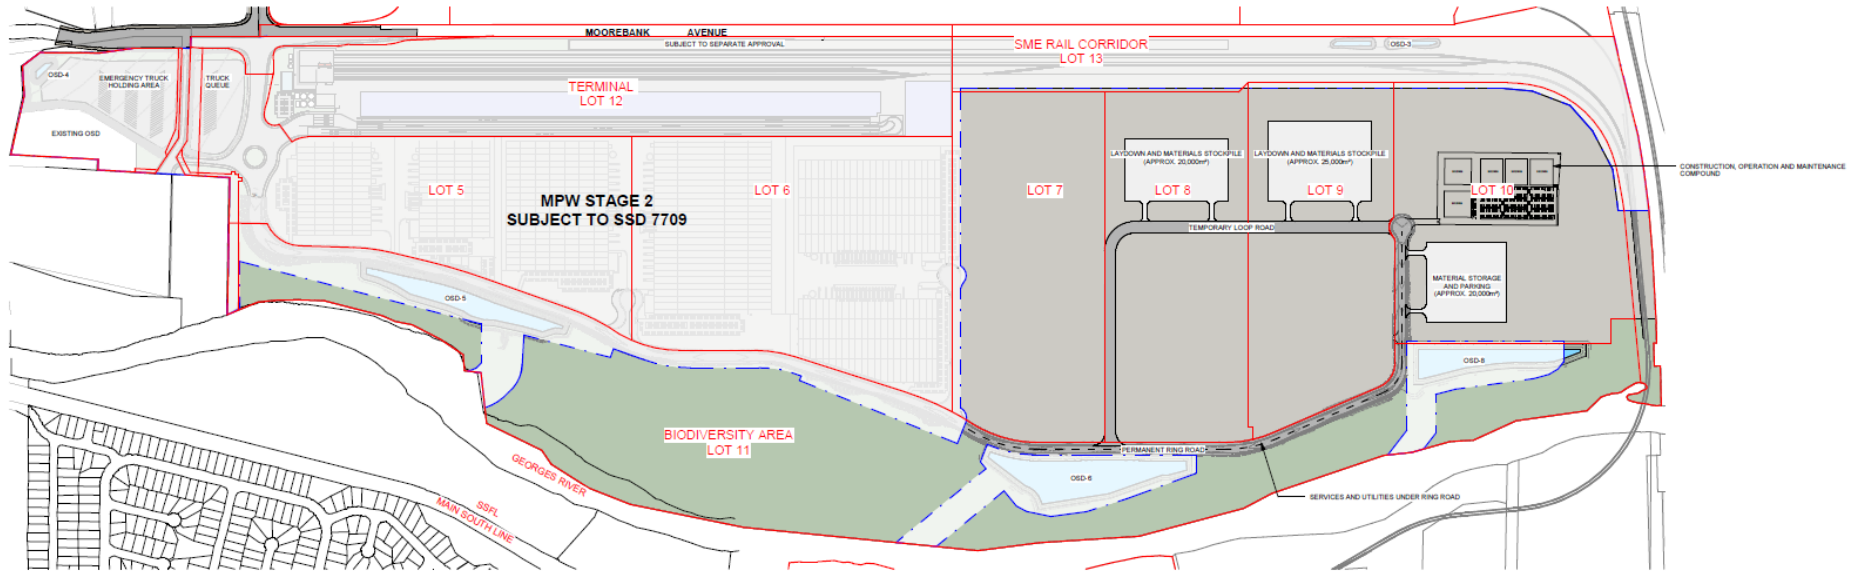 MOOREBANK AVENUE
SUBJECT TO SEPARATE APPROVAL
SME RAIL CORRIDOR
LOT 13
OSD-3
OSD-4
EMERGENCY TRUCK
HOLDING AREA
TRUCK
QUEUE
TERMINAL
LOT 12
EXISTING OSD
LAYDOWN AND MATERIALS STOCKPILE
(APPROX. 20,000m²)
LAYDOWN AND MATERIALS STOCKPILE
(APPROX. 25,000m²)
CONSTRUCTION, OPERATION AND MAINTENANCE
COMPOUND
LOT 5
LOT 6
LOT 7
LOT 8
LOT 9
LOT 10
MPW STAGE 2
SUBJECT TO SSD 7709
TEMPORARY LOOP ROAD
MATERIAL STORAGE
AND PARKING
(APPROX. 20,000m²)
OSD-5
OSD-8
BIODIVERSITY AREA
LOT 11
PERMANENT RING ROAD
GEORGES RIVER
OSD-6
SERVICES AND UTILITIES UNDER RING ROAD
SSFL
MAIN SOUTH LINE